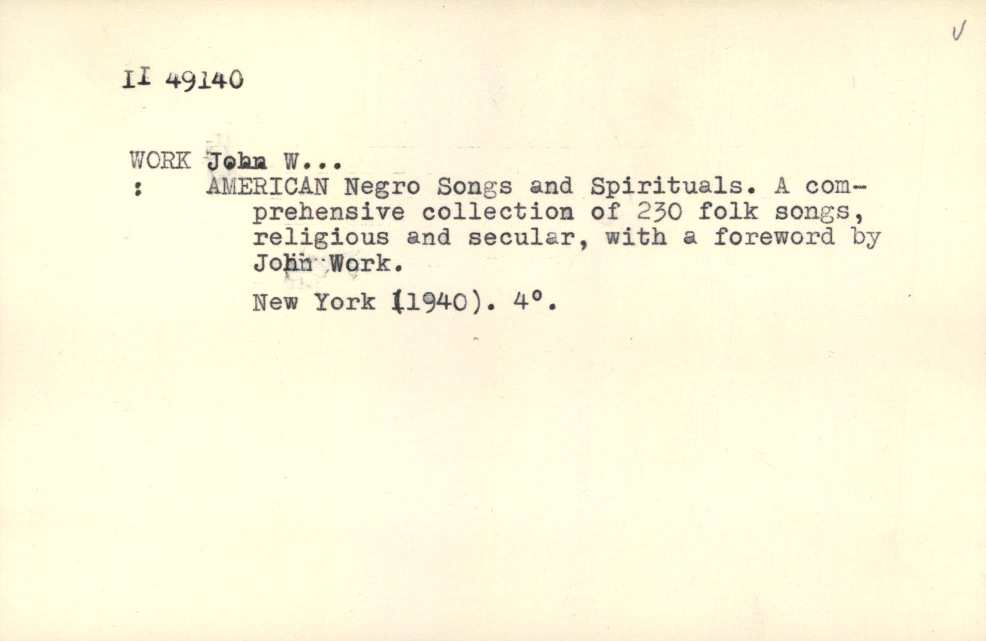 II 49140
WORK John W...
: AMERICAN Negro Songs and Spirituals. A com-
prehensive collection of 230 folk songs,
religious and secular, with a foreword by
John Work.
New York (1940). 4°.